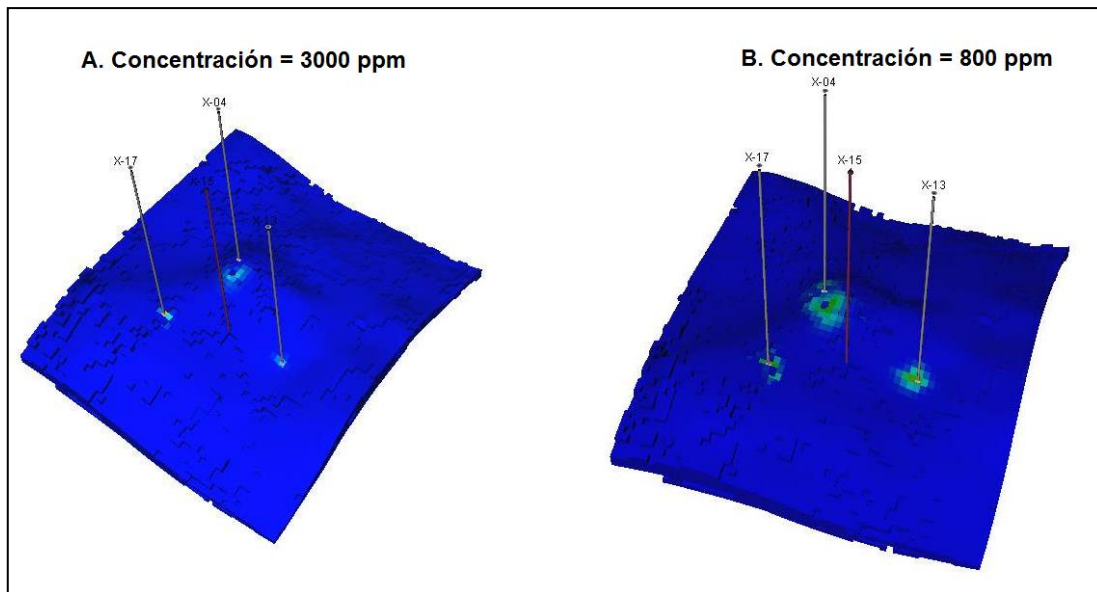 A. Concentración = 3000 ppm
X-04
X-17
X-15
X-13
B. Concentración = 800 ppm
X-04
X-17
X-15
X-13